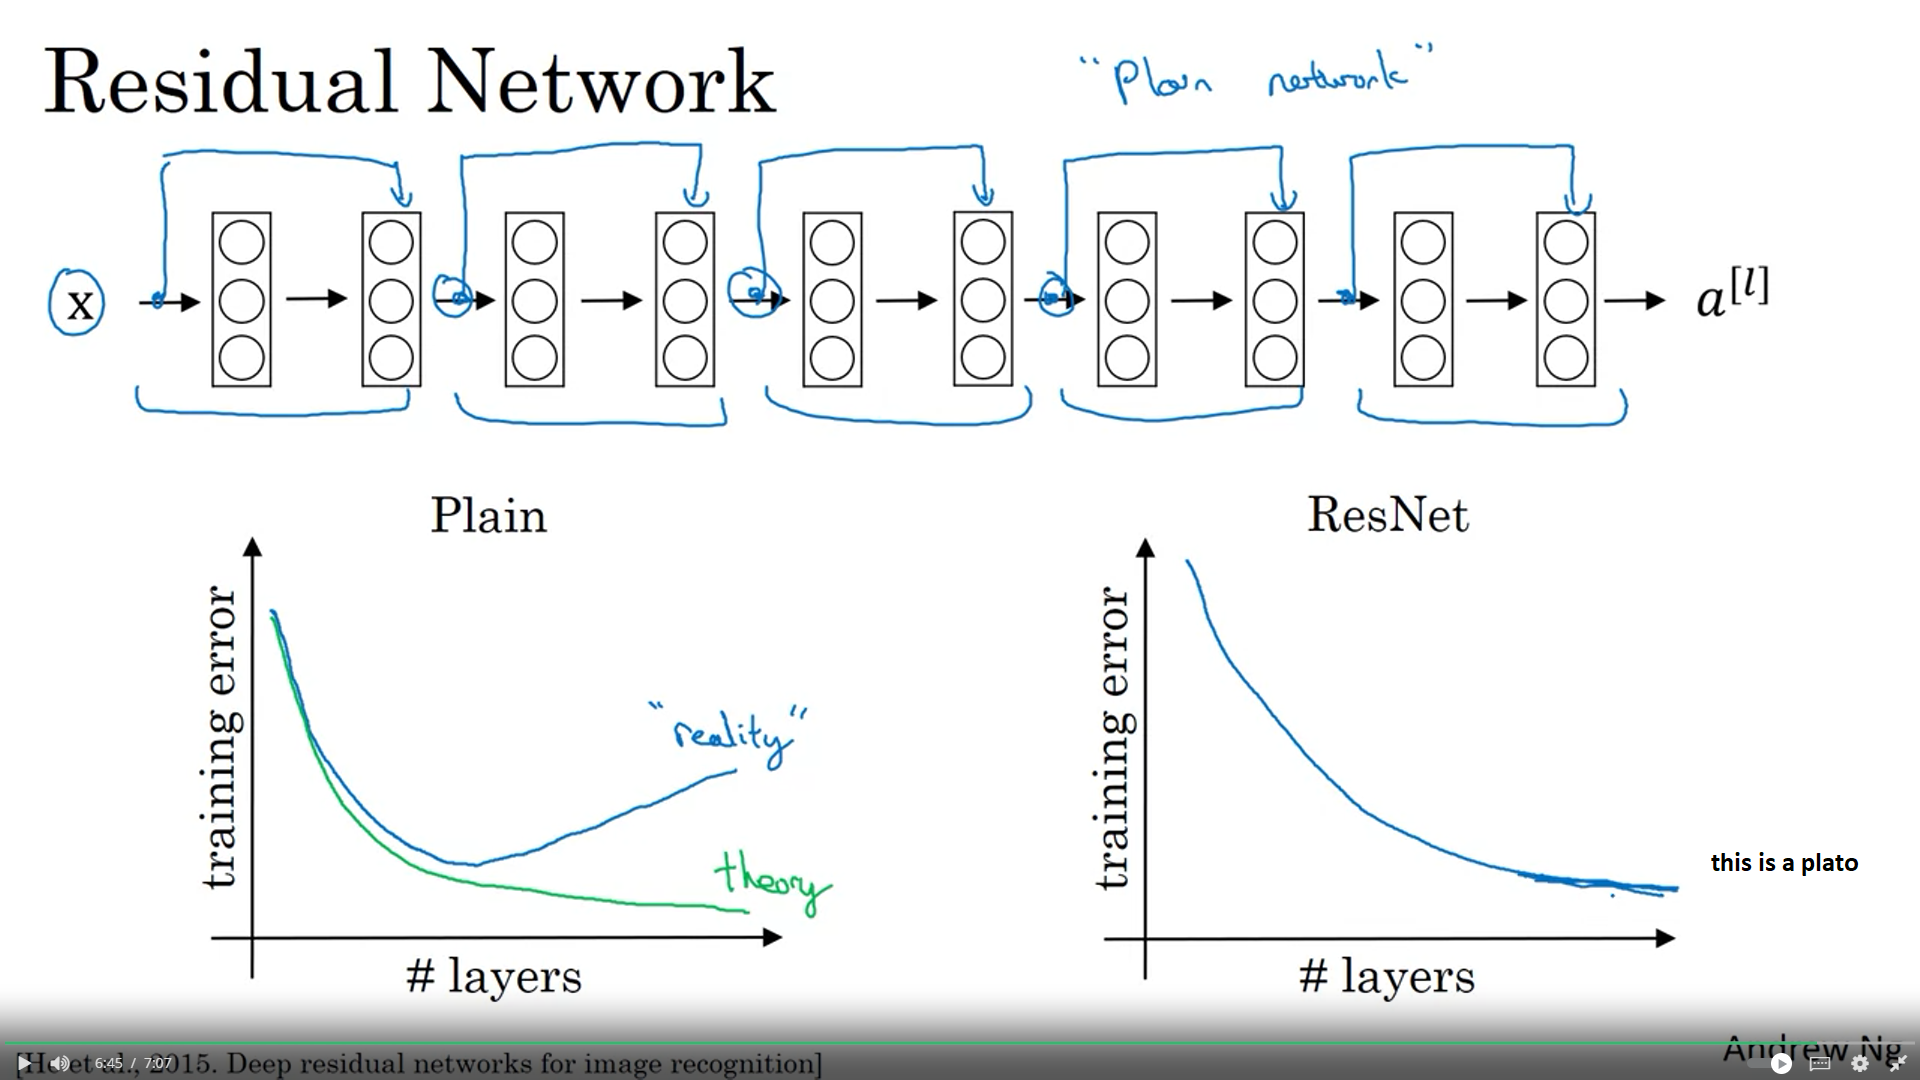 Residual Network
"Plain network"
x
a[l]
Plain
ResNet
training error
"reality"
theory
# layers
training error
this is a plato
# layers
Andrew Ng
[He et al., 2015. Deep residual networks for image recognition]
6:45 / 7:07